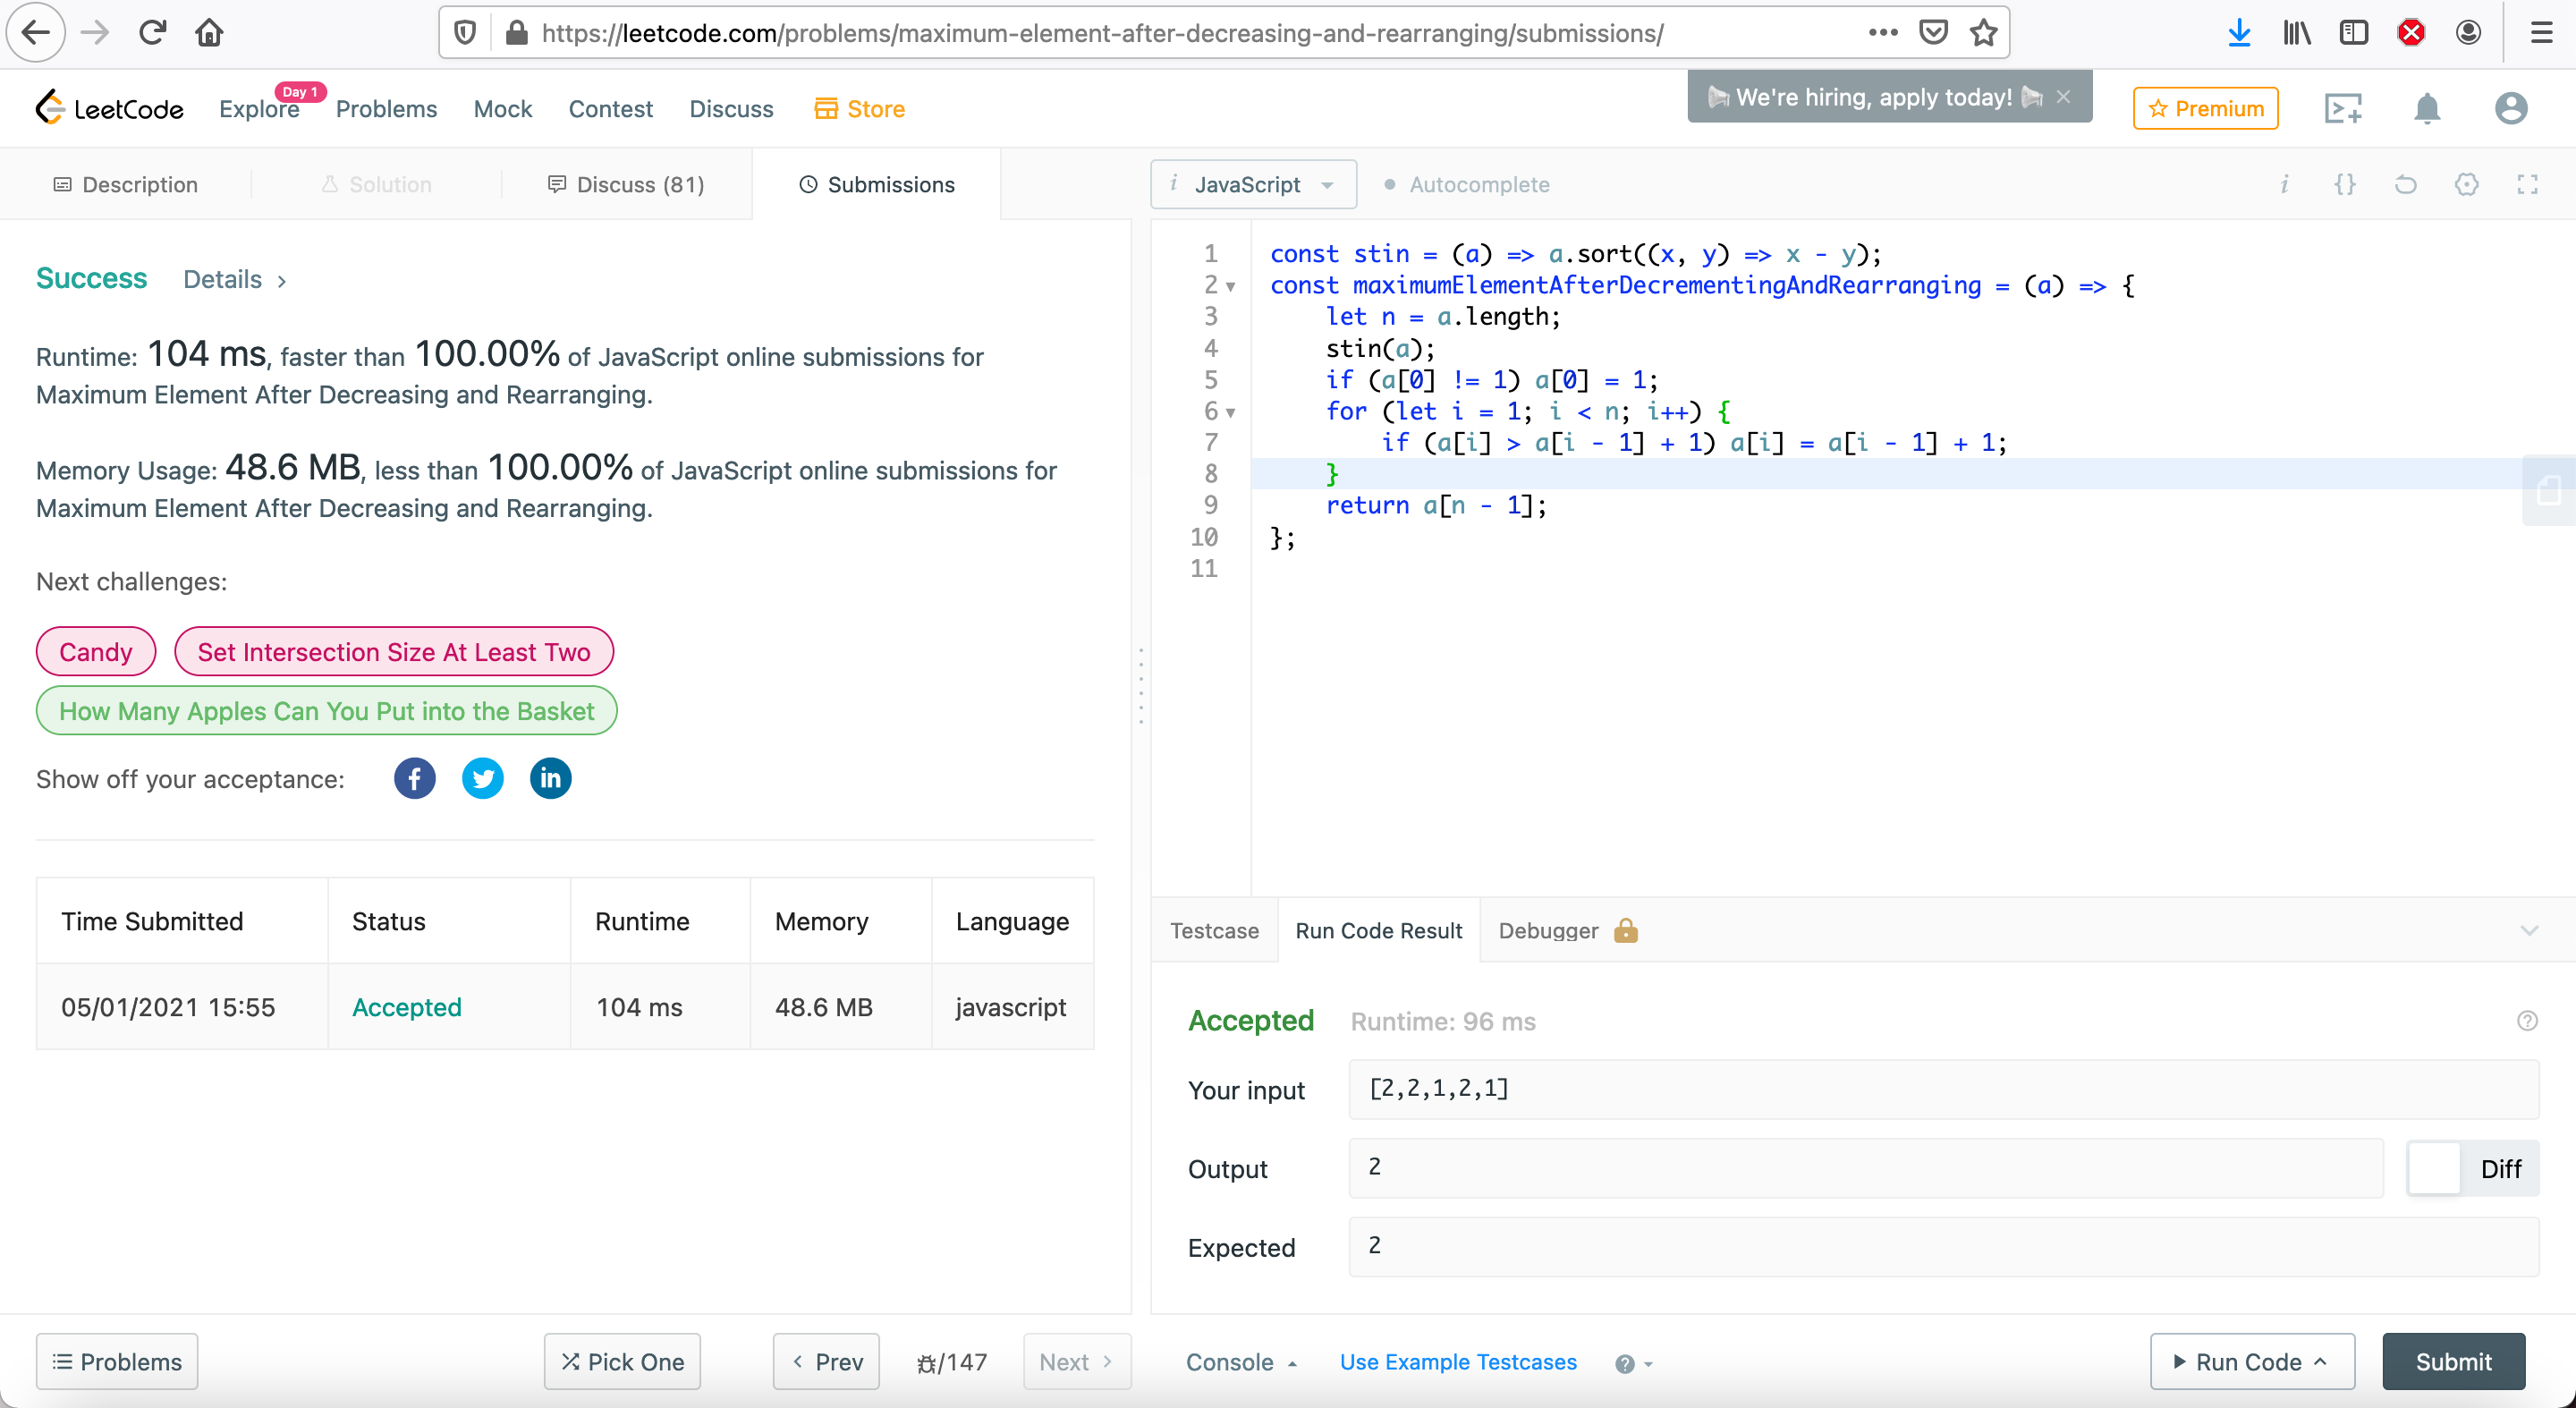 https://leetcode.com/problems/maximum-element-after-decreasing-and-rearranging/submissions/
LeetCode Explore Day 1 Problems Mock Contest Discuss Store We're hiring, apply today! × Premium
Description Solution Discuss (81) Submissions
Success Details >
Runtime: 104 ms, faster than 100.00% of JavaScript online submissions for
Maximum Element After Decreasing and Rearranging.
Memory Usage: 48.6 MB, less than 100.00% of JavaScript online submissions for
Maximum Element After Decreasing and Rearranging.
Next challenges:
Candy Set Intersection Size At Least Two
How Many Apples Can You Put into the Basket
Show off your acceptance:
Time Submitted Status Runtime Memory Language
05/01/2021 15:55 Accepted 104 ms 48.6 MB javascript
i JavaScript Autocomplete i {}
1 const stin = (a) => a.sort((x, y) => x - y);
2 const maximumElementAfterDecrementingAndRearranging = (a) => {
3 let n = a.length;
4 stin(a);
5 if (a[0] != 1) a[0] = 1;
6 for (let i = 1; i < n; i++) {
7 if (a[i] > a[i - 1] + 1) a[i] = a[i - 1] + 1;
8 }
9 return a[n - 1];
10 };
11
Testcase Run Code Result Debugger
Accepted Runtime: 96 ms
Your input [2,2,1,2,1]
Output 2 Diff
Expected 2
Problems Pick One < Prev /147 Next > Console Use Example Testcases Run Code Submit